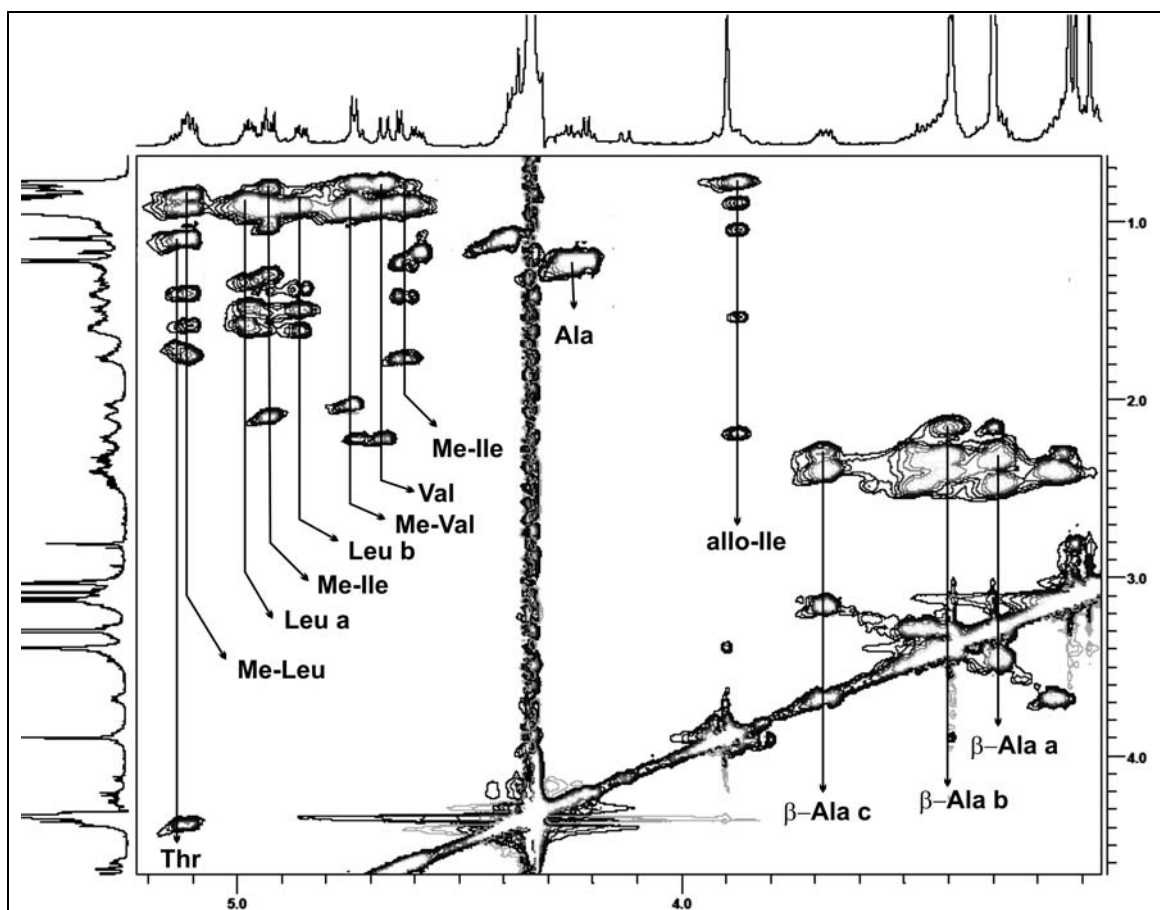 1.0
Ala
2.0
Me-Ile
Val
Me-Val
allo-Ile
Leu b
Me-Ile
3.0
Leu a
Me-Leu
β–Ala a
4.0
β–Ala c
β–Ala b
Thr
5.0
4.0